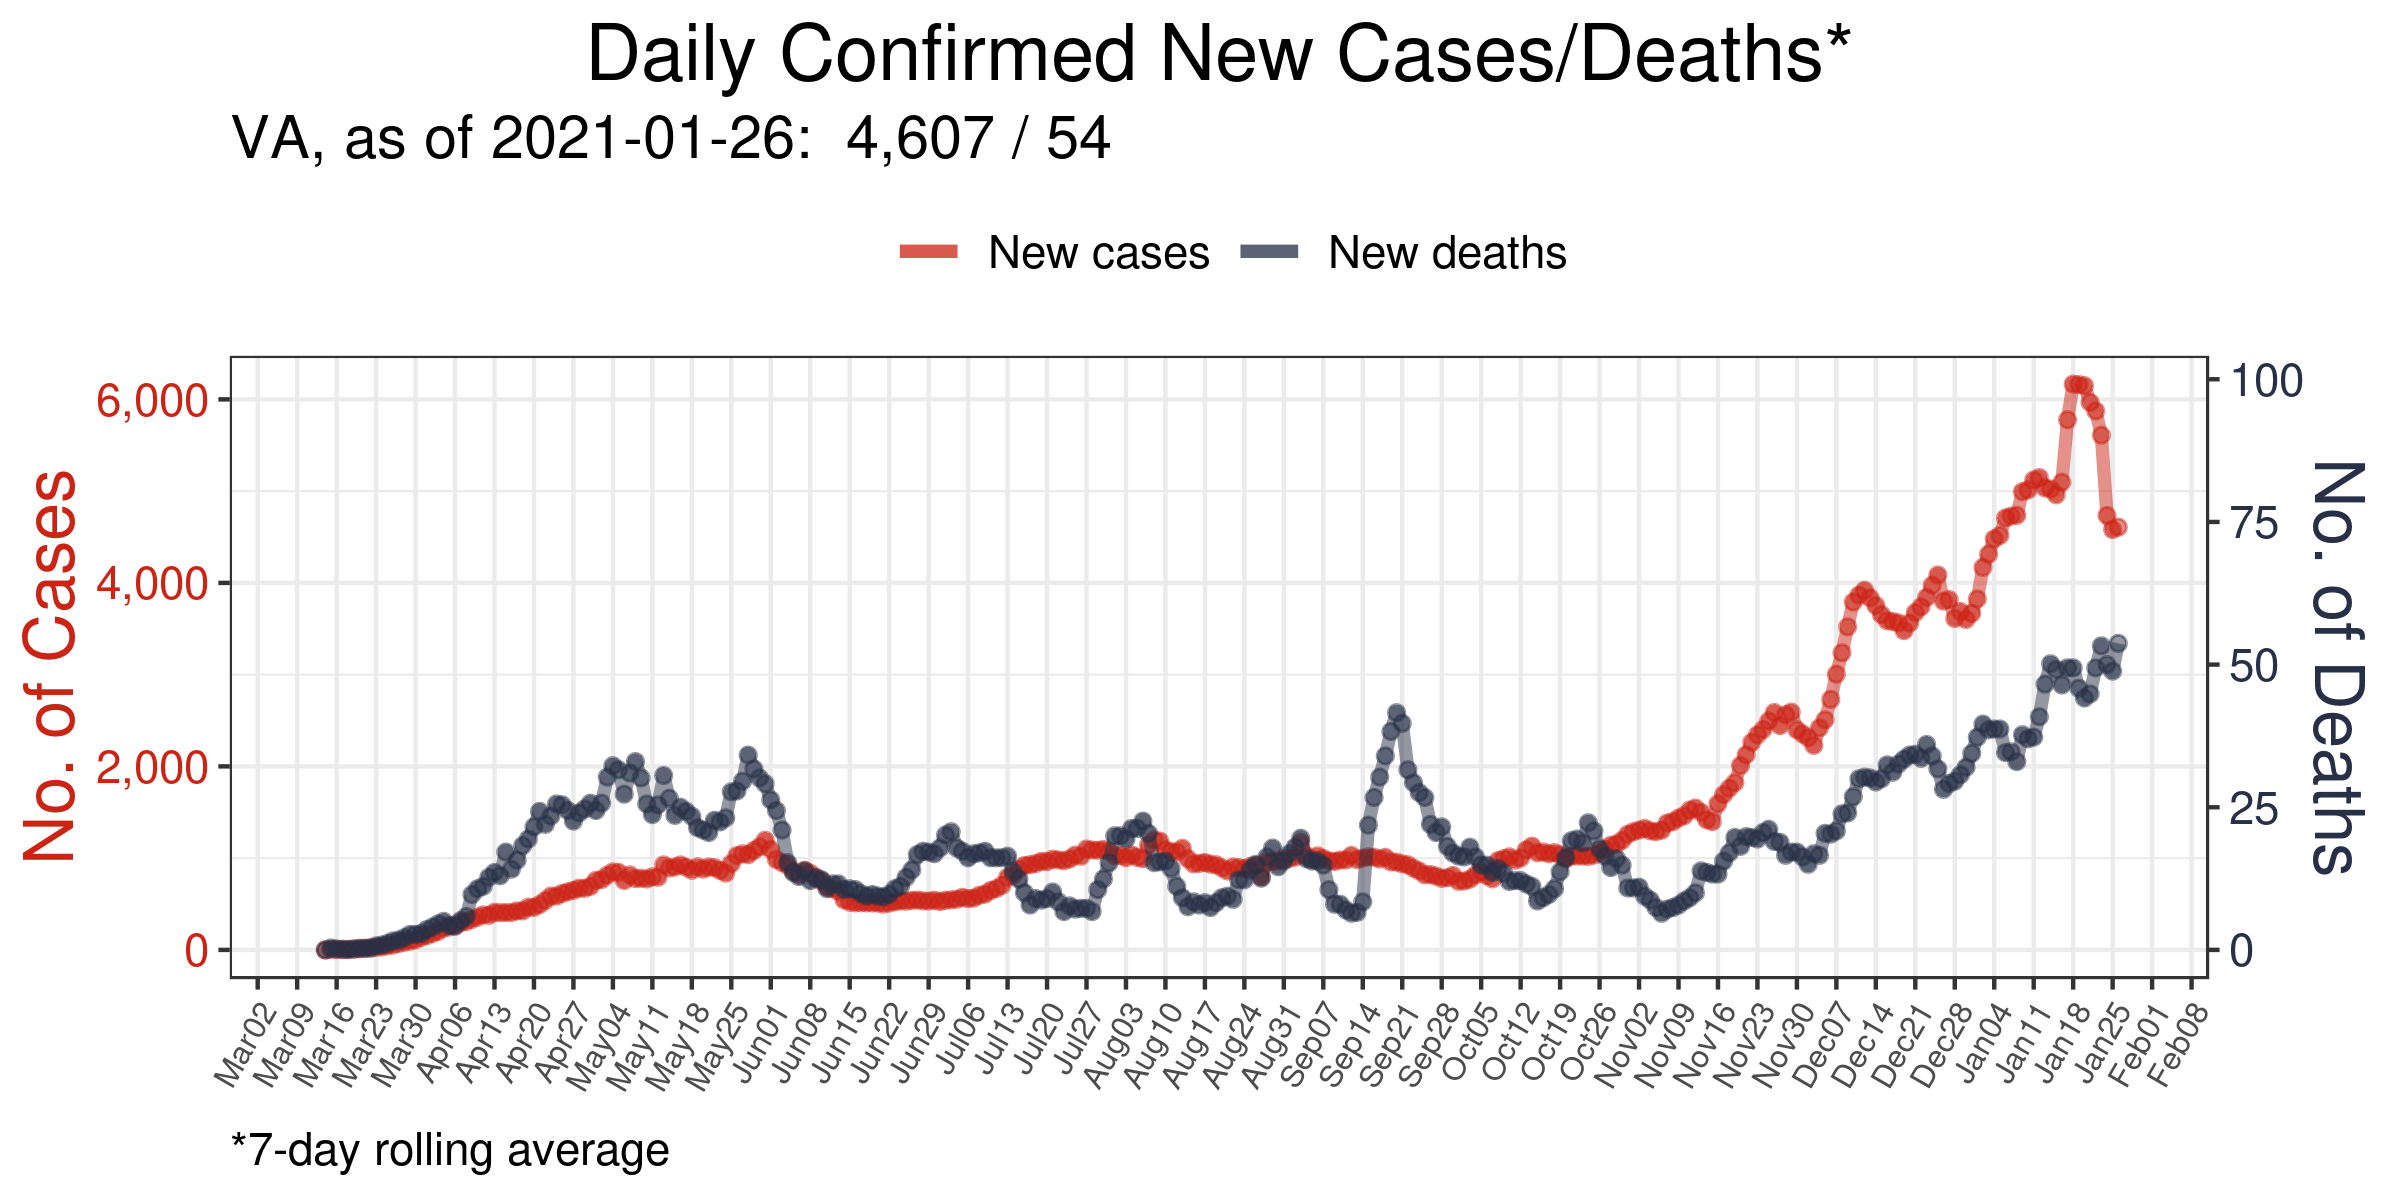 Daily Confirmed New Cases/Deaths*
VA, as of 2021-01-26:  4,607 / 54
New cases
New deaths
No. of Cases
6,000
4,000
2,000
0
100
75
50
25
0
No. of Deaths
Mar02
Mar09
Mar16
Mar23
Mar30
Apr06
Apr13
Apr20
Apr27
May04
May11
May18
May25
Jun01
Jun08
Jun15
Jun22
Jun29
Jul06
Jul13
Jul20
Jul27
Aug03
Aug10
Aug17
Aug24
Aug31
Sep07
Sep14
Sep21
Sep28
Oct05
Oct12
Oct19
Oct26
Nov02
Nov09
Nov16
Nov23
Nov30
Dec07
Dec14
Dec21
Dec28
Jan04
Jan11
Jan18
Jan25
Feb01
Feb08
*7-day rolling average